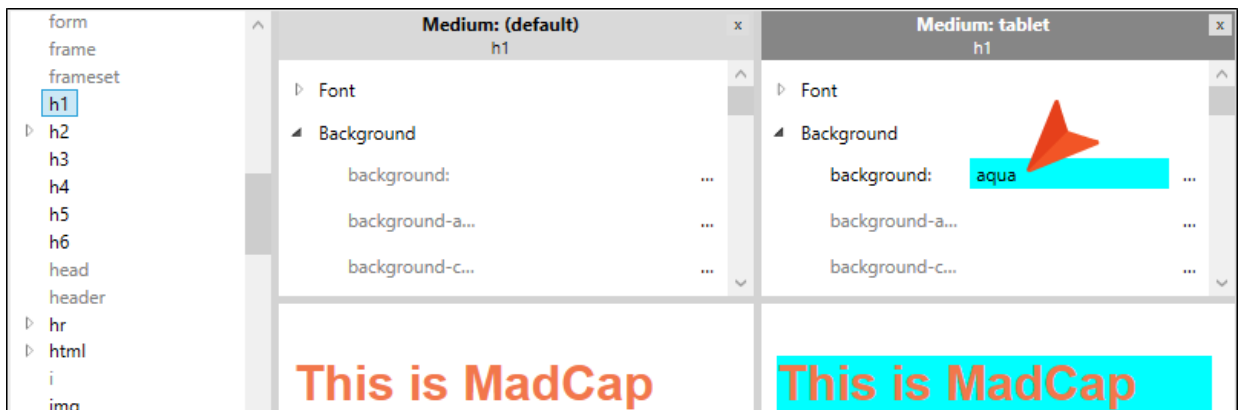 form
frame
frameset
h1
h2
h3
h4
h5
h6
head
header
hr
html
i
img
Medium: (default)
x
h1
Font
Background
background:
...
background-a...
...
background-c...
...
This is MadCap
Medium: tablet
x
h1
Font
Background
background: aqua
...
background-a...
...
background-c...
...
This is MadCap